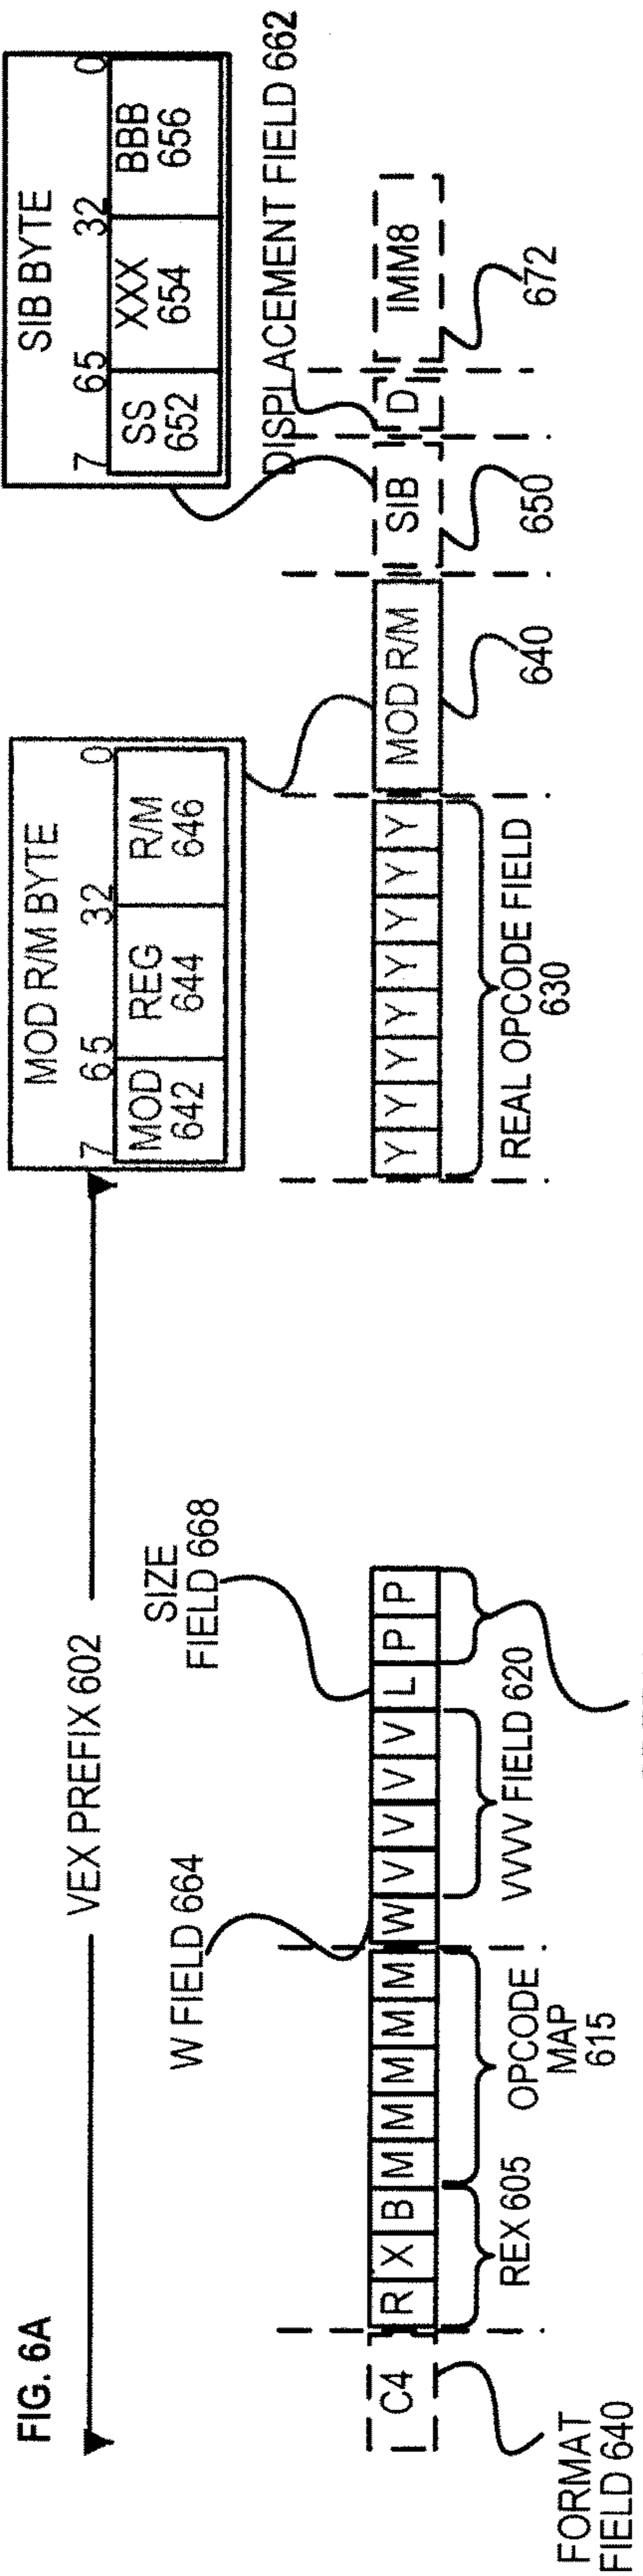 FIG. 6A
VEX PREFIX 602
MOD R/M BYTE
7 6 5 3 2 0
MOD 642
REG 644
R/M 646
SIB BYTE
7 6 5 3 2 0
SS 652
XXX 654
BBB 656
W FIELD 664
SIZE
FIELD 668
DISPLACEMENT FIELD 662
C4 R X B M M M M M W V V V V L P P Y Y Y Y Y Y Y Y MOD R/M SIB D IMM8
FORMAT
FIELD 640
REX 605
OPCODE
MAP
615
VVVV FIELD 620
REAL OPCODE FIELD
630
640
650
672